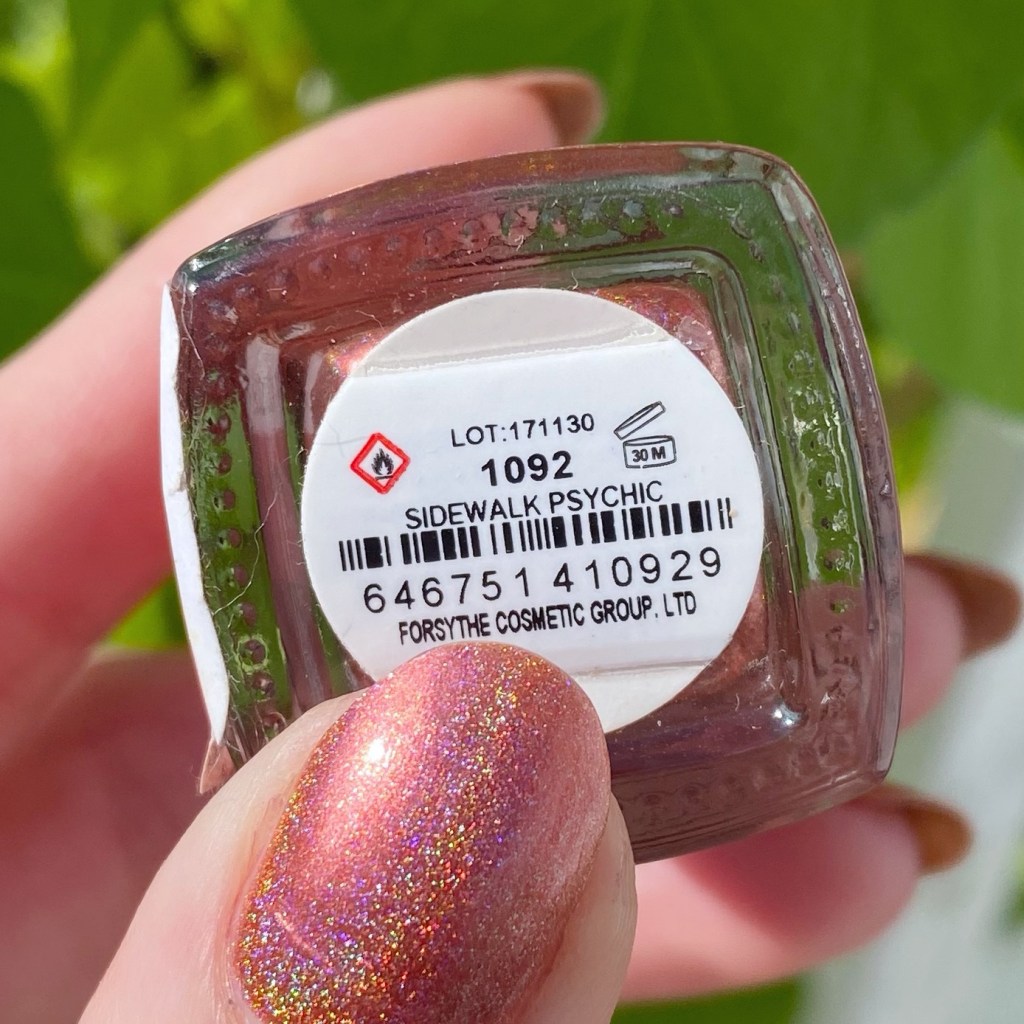 LOT:171130
1092
30 M
SIDEWALK PSYCHIC
646751 410929
FORSYTHE COSMETIC GROUP. LTD